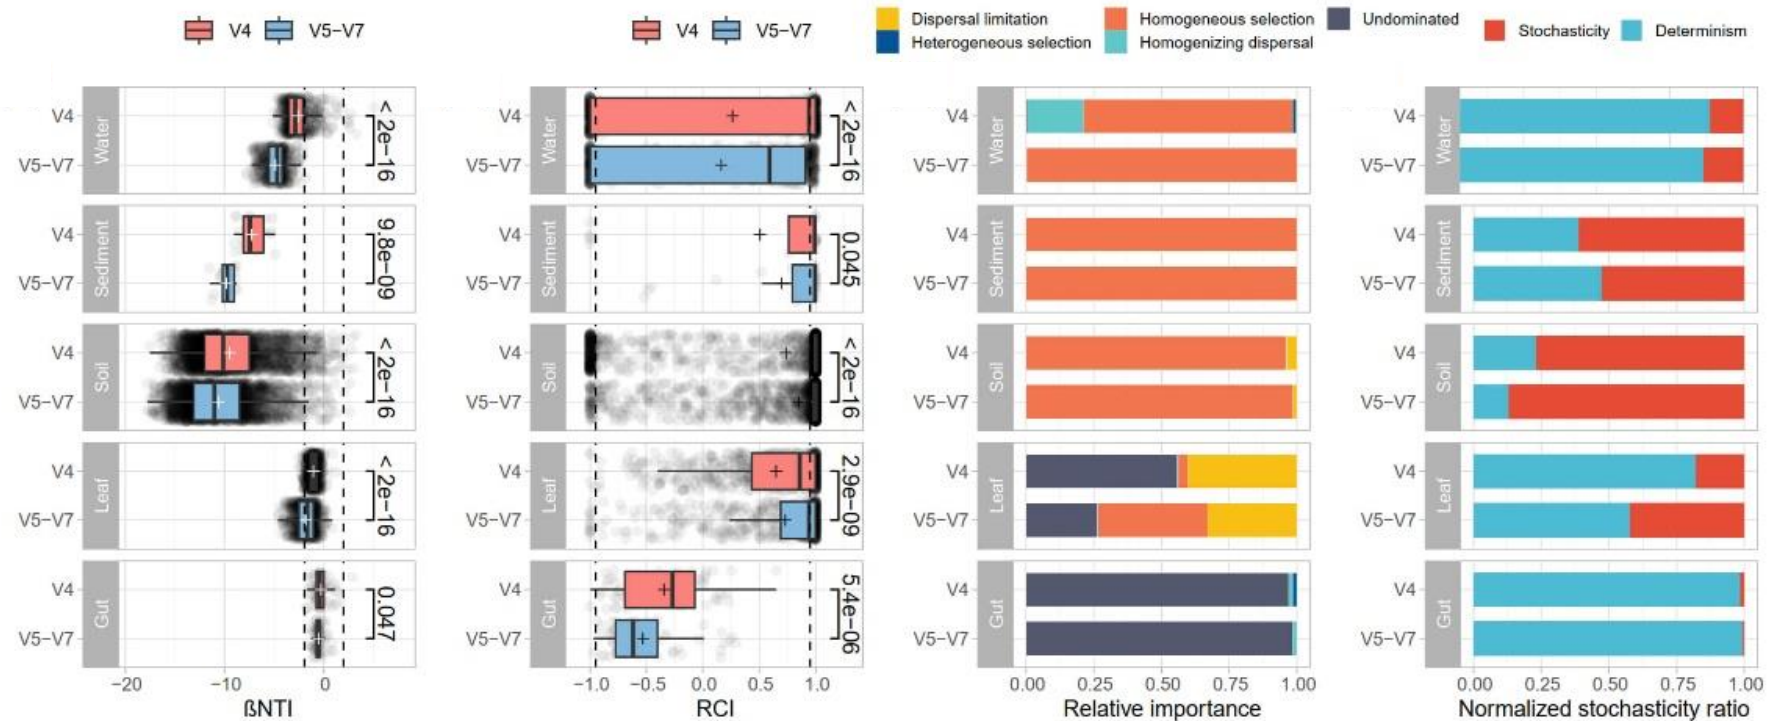 V4 V5−V7
V4 V5−V7
Dispersal limitation Homogeneous selection Undominated
Heterogeneous selection Homogenizing dispersal
Stochasticity Determinism
Water
V4
V5−V7
< 2e−16
Sediment
V4
V5−V7
9.8e−09
Soil
V4
V5−V7
< 2e−16
Leaf
V4
V5−V7
< 2e−16
Gut
V4
V5−V7
0.047
−20 −10 0
ßNTI
Water
V4
V5−V7
< 2e−16
Sediment
V4
V5−V7
0.045
Soil
V4
V5−V7
< 2e−16
Leaf
V4
V5−V7
2.9e−09
Gut
V4
V5−V7
5.4e−06
−1.0 −0.5 0.0 0.5 1.0
RCI
Water
V4
V5−V7
Sediment
V4
V5−V7
Soil
V4
V5−V7
Leaf
V4
V5−V7
Gut
V4
V5−V7
0.00 0.25 0.50 0.75 1.00
Relative importance
Water
V4
V5−V7
Sediment
V4
V5−V7
Soil
V4
V5−V7
Leaf
V4
V5−V7
Gut
V4
V5−V7
0.00 0.25 0.50 0.75 1.00
Normalized stochasticity ratio